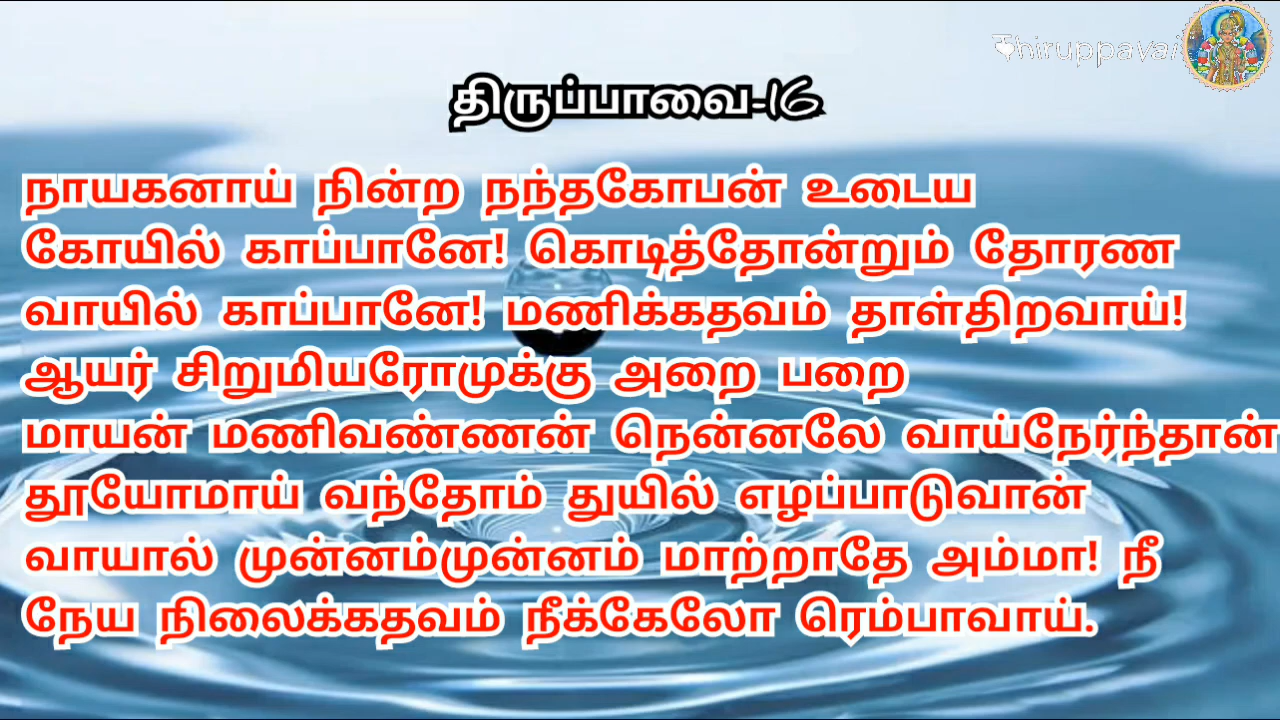 திருப்பாவை-16
நாயகனாய் நின்ற நந்தகோபன் உடைய
கோயில் காப்பானே! கொடித்தோன்றும் தோரண
வாயில் காப்பானே! மணிக்கதவம் தாள்திறவாய்!
ஆயர் சிறுமியரோமுக்கு அறை பறை
மாயன் மணிவண்ணன் நென்னலே வாய்நேர்ந்தான்
தூயோமாய் வந்தோம் துயில் எழப்பாடுவான்
வாயால் முன்னம்முன்னம் மாற்றாதே அம்மா! நீ
நேய நிலைக்கதவம் நீக்கேலோ ரெம்பாவாய்.